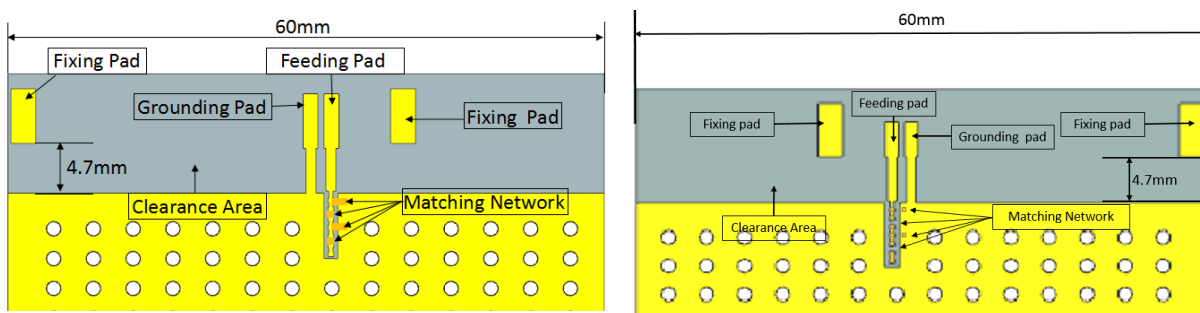 60mm
Fixing Pad
Feeding Pad
Grounding Pad
Fixing Pad
4.7mm
Clearance Area
Matching Network
60mm
Feeding pad
Fixing pad
Fixing pad
Grounding pad
4.7mm
Clearance Area
Matching Network